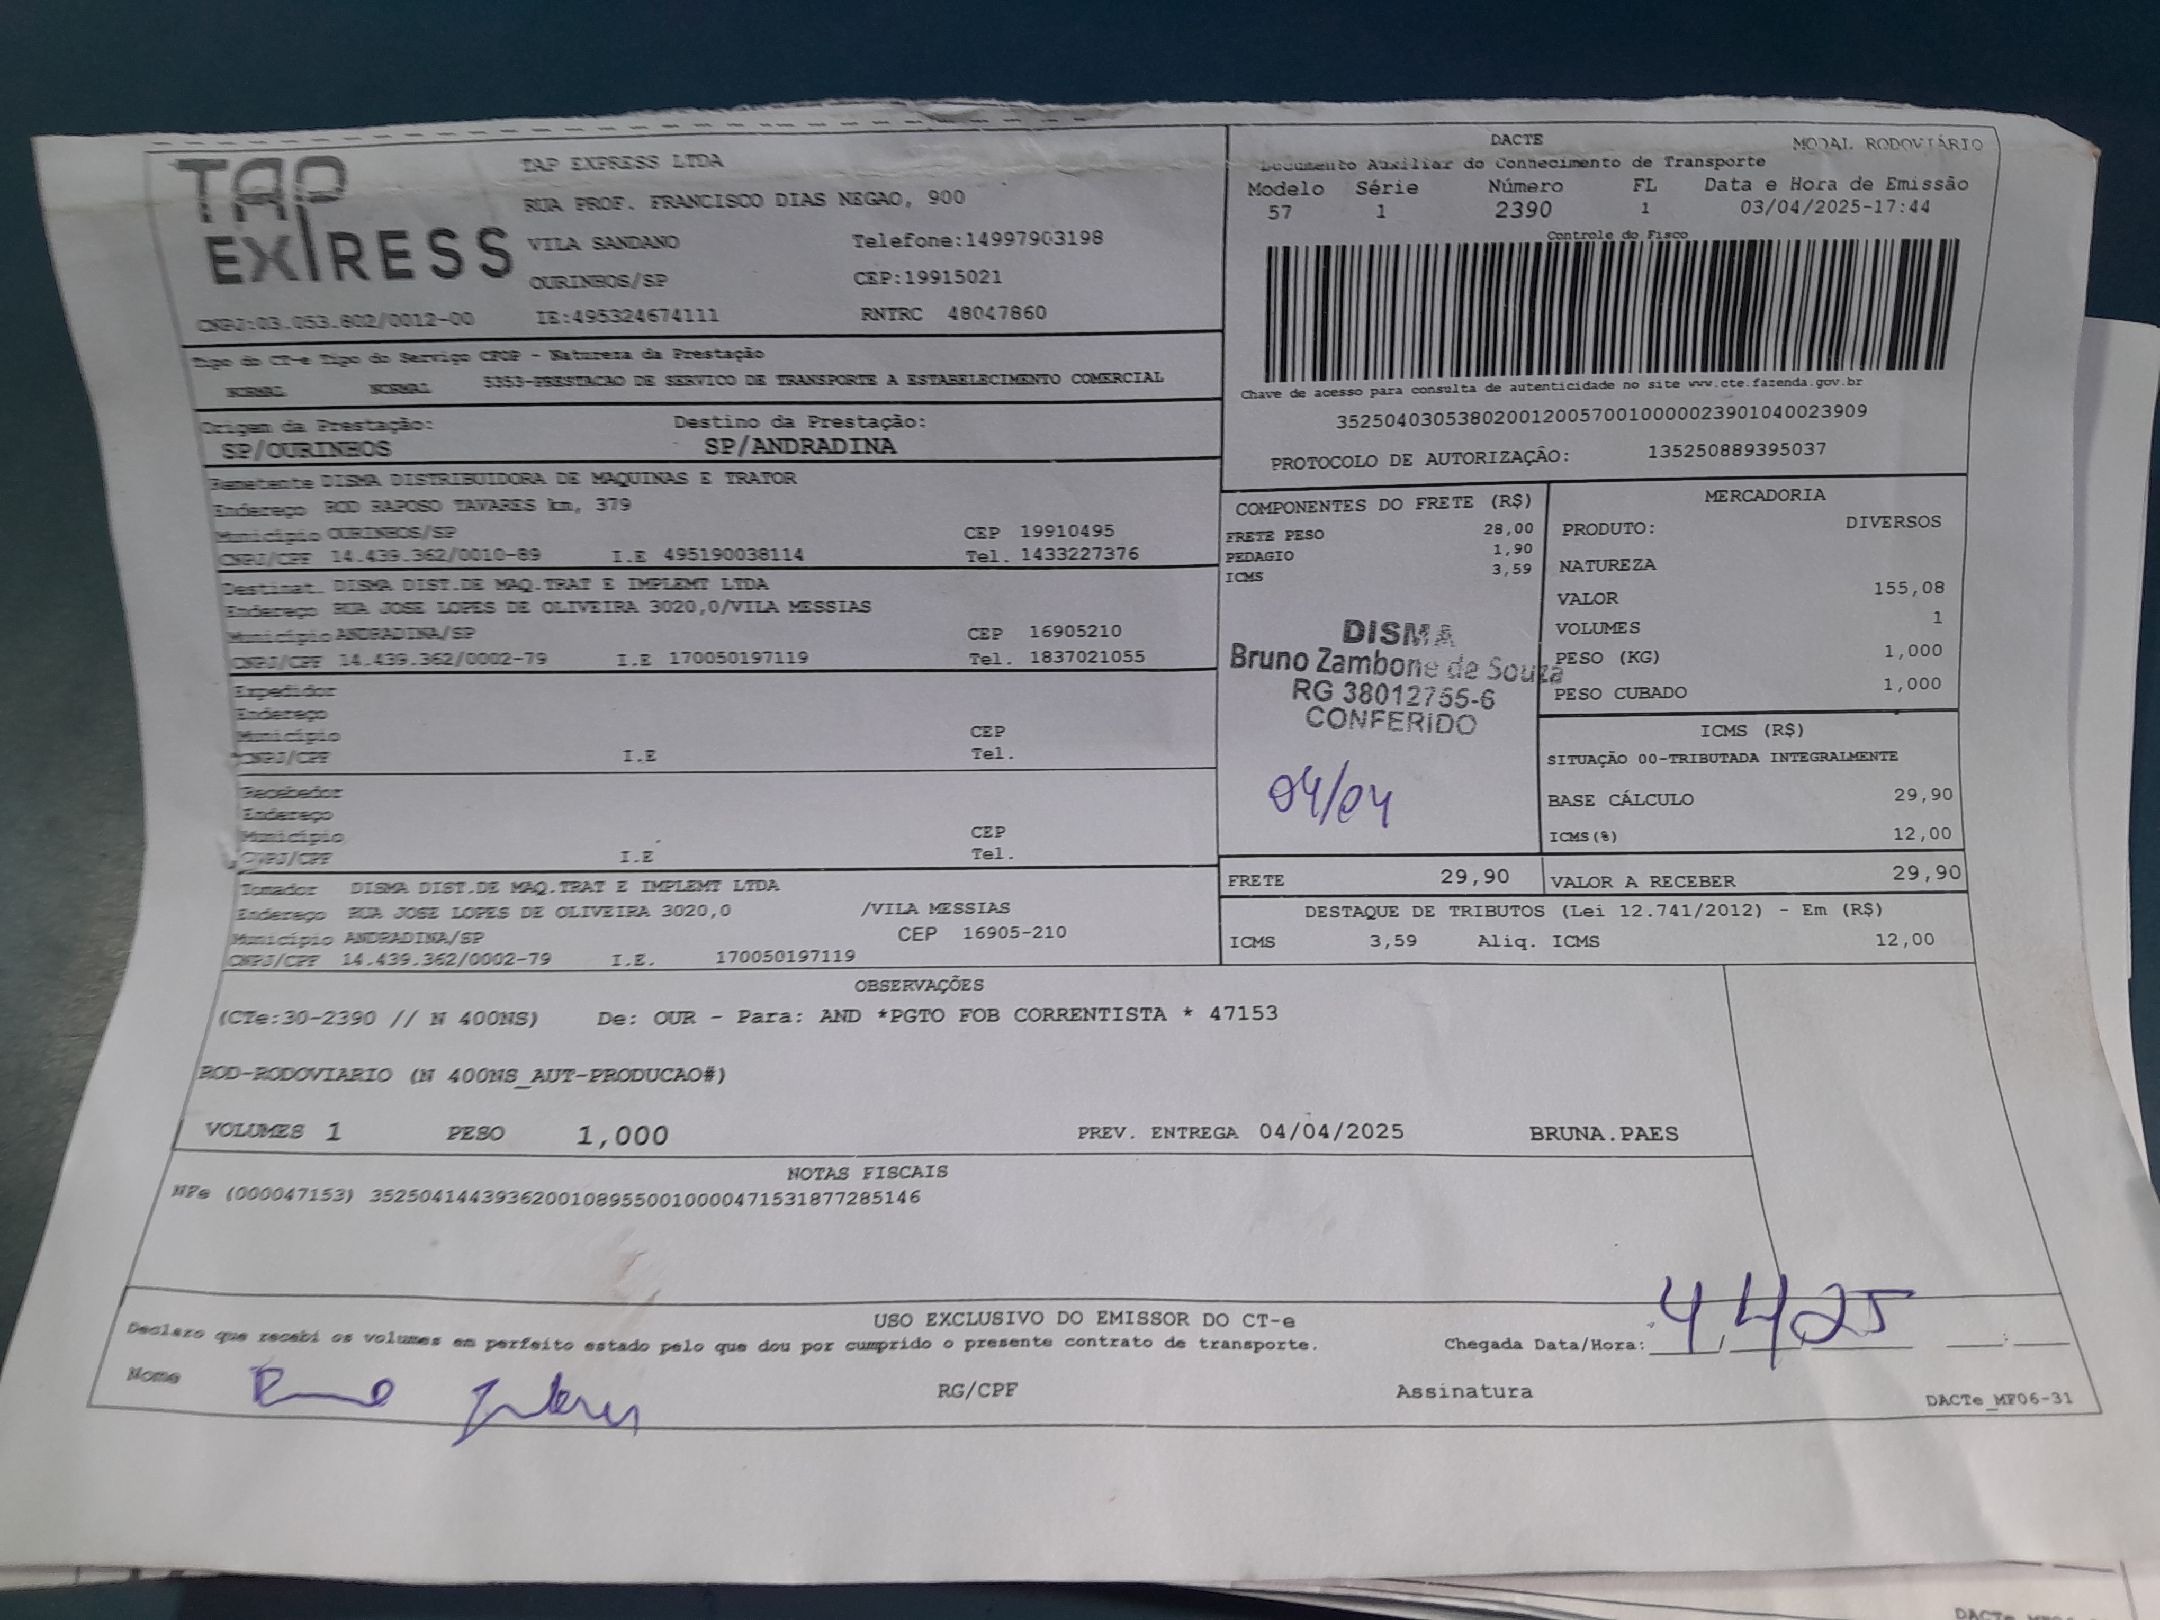 TAP
EXPRESS
TAP EXPRESS LTDA
RUA PROF. FRANCISCO DIAS NEGAO, 900
VILA SANDANO Telefone:14997903198
OURINHOS/SP CEP:19915021
CNPJ:03.053.802/0012-00 IE:495324674111 RNTRC 48047860
Tipo do CT-e Tipo do Serviço CFOP - Natureza da Prestação
NORMAL NORMAL 5353-PRESTACAO DE SERVICO DE TRANSPORTE A ESTABELECIMENTO COMERCIAL
Origem da Prestação: Destino da Prestação:
SP/OURINHOS SP/ANDRADINA
Remetente DISMA DISTRIBUIDORA DE MAQUINAS E TRATOR
Endereço ROD RAPOSO TAVARES km, 379
Município OURINHOS/SP CEP 19910495
CNPJ/CPF 14.439.362/0010-89 I.E 495190038114 Tel. 1433227376
Destinat. DISMA DIST.DE MAQ.TRAT E IMPLEMT LTDA
Endereço RUA JOSE LOPES DE OLIVEIRA 3020,0/VILA MESSIAS
Município ANDRADINA/SP CEP 16905210
CNPJ/CPF 14.439.362/0002-79 I.E 170050197119 Tel. 1837021055
Expedidor
Endereço
Município CEP
CNPJ/CPF I.E Tel.
Recebedor
Endereço
Município CEP
CNPJ/CPF I.E Tel.
Tomador DISMA DIST.DE MAQ.TRAT E IMPLEMT LTDA
Endereço RUA JOSE LOPES DE OLIVEIRA 3020,0 /VILA MESSIAS
Município ANDRADINA/SP CEP 16905-210
CNPJ/CPF 14.439.362/0002-79 I.E. 170050197119
DACTE MODAL RODOVIÁRIO
Documento Auxiliar do Conhecimento de Transporte
Modelo Série Número FL Data e Hora de Emissão
57 1 2390 1 03/04/2025-17:44
Controle do Fisco
Chave de acesso para consulta de autenticidade no site www.cte.fazenda.gov.br
35250403053802001200570010000023901040023909
PROTOCOLO DE AUTORIZAÇÃO: 135250889395037
COMPONENTES DO FRETE (R$)
FRETE PESO 28,00
PEDAGIO 1,90
ICMS 3,59
DISMA
Bruno Zambone de Souza
RG 38012755-6
CONFERIDO
04/04
MERCADORIA
PRODUTO: DIVERSOS
NATUREZA
VALOR 155,08
VOLUMES 1
PESO (KG) 1,000
PESO CUBADO 1,000
ICMS (R$)
SITUAÇÃO 00-TRIBUTADA INTEGRALMENTE
BASE CÁLCULO 29,90
ICMS(%) 12,00
FRETE 29,90 VALOR A RECEBER 29,90
DESTAQUE DE TRIBUTOS (Lei 12.741/2012) - Em (R$)
ICMS 3,59 Aliq. ICMS 12,00
OBSERVAÇÕES
(CTe:30-2390 // N 400NS) De: OUR - Para: AND *PGTO FOB CORRENTISTA * 47153
ROD-RODOVIARIO (N 400NS_AUT-PRODUCAO#)
VOLUMES 1 PESO 1,000 PREV. ENTREGA 04/04/2025 BRUNA.PAES
NOTAS FISCAIS
NFe (000047153) 35250414439362001089550010000471531877285146
USO EXCLUSIVO DO EMISSOR DO CT-e
Declaro que recebi os volumes em perfeito estado pelo que dou por cumprido o presente contrato de transporte. Chegada Data/Hora: 4/4 25 :
Nome RG/CPF Assinatura
DACTe_MF06-31